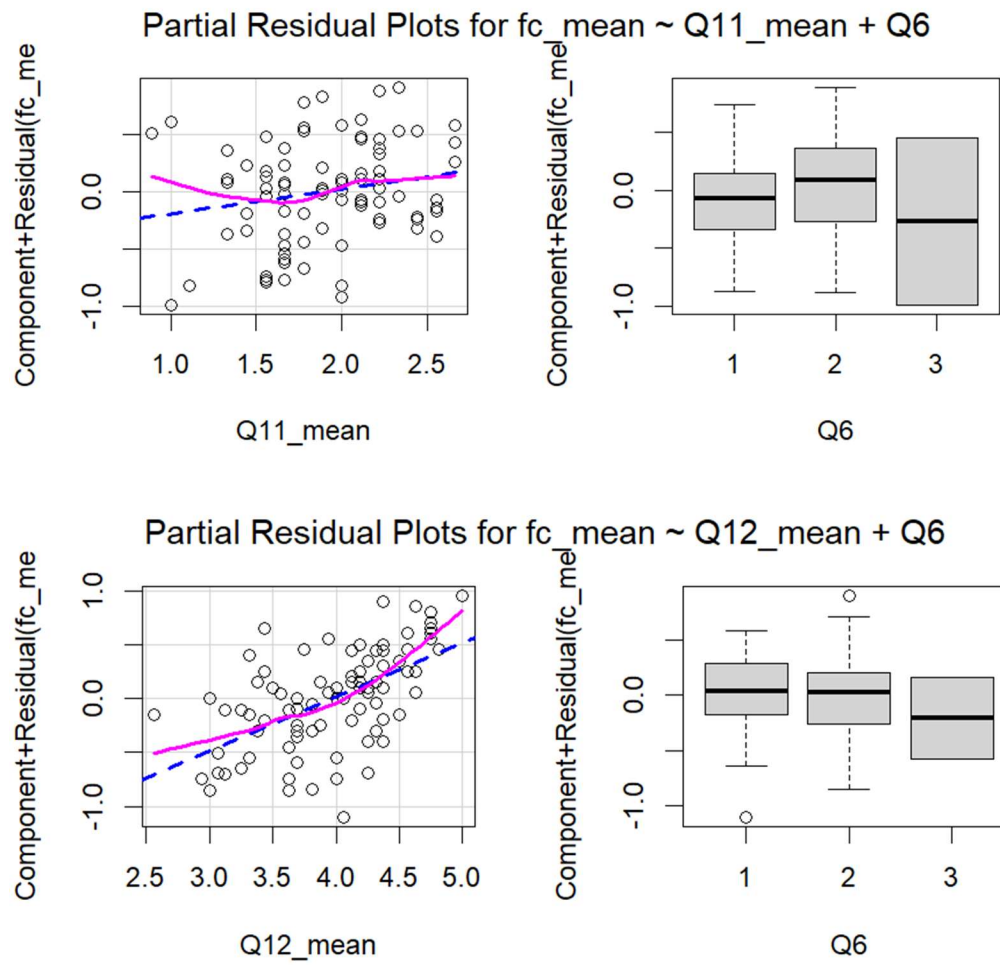 Partial Residual Plots for fc_mean ~ Q11_mean + Q6
Component+Residual(fc_me
0.0
-1.0
1.0 1.5 2.0 2.5
Q11_mean
Component+Residual(fc_me
0.0
-1.0
1 2 3
Q6
Partial Residual Plots for fc_mean ~ Q12_mean + Q6
Component+Residual(fc_me
1.0
0.0
-1.0
2.5 3.0 3.5 4.0 4.5 5.0
Q12_mean
Component+Residual(fc_me
0.0
-1.0
1 2 3
Q6